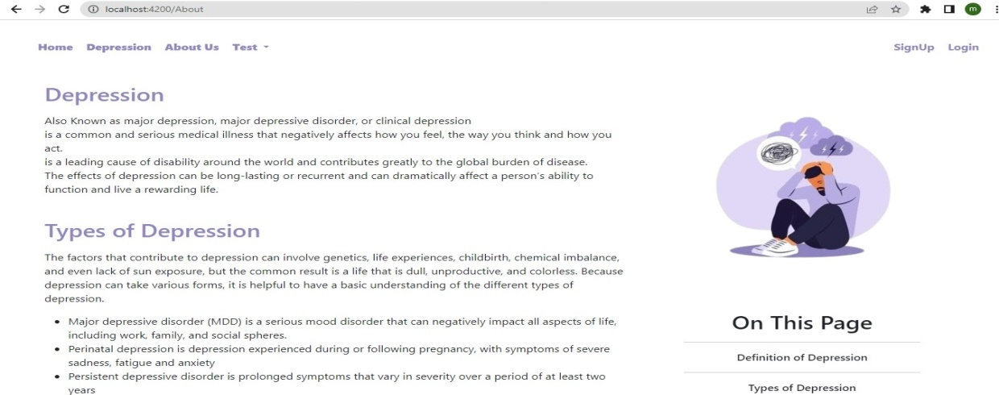 localhost:4200/About
m
Home Depression About Us Test SignUp Login
Depression
Also Known as major depression, major depressive disorder, or clinical depression
is a common and serious medical illness that negatively affects how you feel, the way you think and how you
act.
is a leading cause of disability around the world and contributes greatly to the global burden of disease.
The effects of depression can be long-lasting or recurrent and can dramatically affect a person's ability to
function and live a rewarding life.
Types of Depression
The factors that contribute to depression can involve genetics, life experiences, childbirth, chemical imbalance,
and even lack of sun exposure, but the common result is a life that is dull, unproductive, and colorless. Because
depression can take various forms, it is helpful to have a basic understanding of the different types of
depression.
• Major depressive disorder (MDD) is a serious mood disorder that can negatively impact all aspects of life,
including work, family, and social spheres.
• Perinatal depression is depression experienced during or following pregnancy, with symptoms of severe
sadness, fatigue and anxiety
• Persistent depressive disorder is prolonged symptoms that vary in severity over a period of at least two
years
On This Page
Definition of Depression
Types of Depression